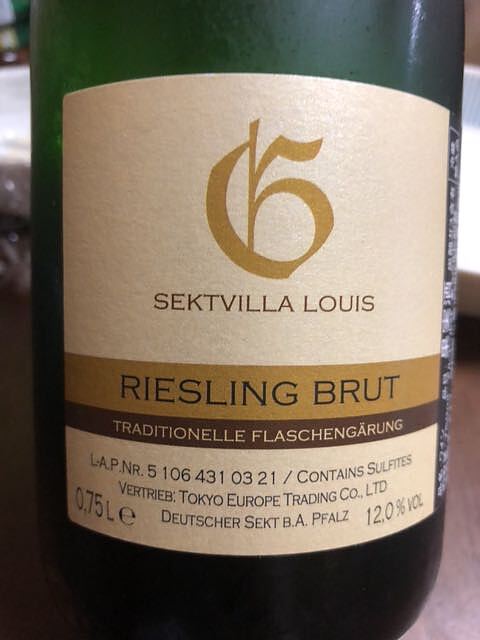 G
SEKTVILLA LOUIS
RIESLING BRUT
TRADITIONELLE FLASCHENGÄRUNG
L-A.P.NR. 5 106 431 03 21 / CONTAINS SULFITES
VERTRIEB: TOKYO EUROPE TRADING CO., LTD
0,75 L ℮ DEUTSCHER SEKT B.A. PFALZ 12,0 % VOL